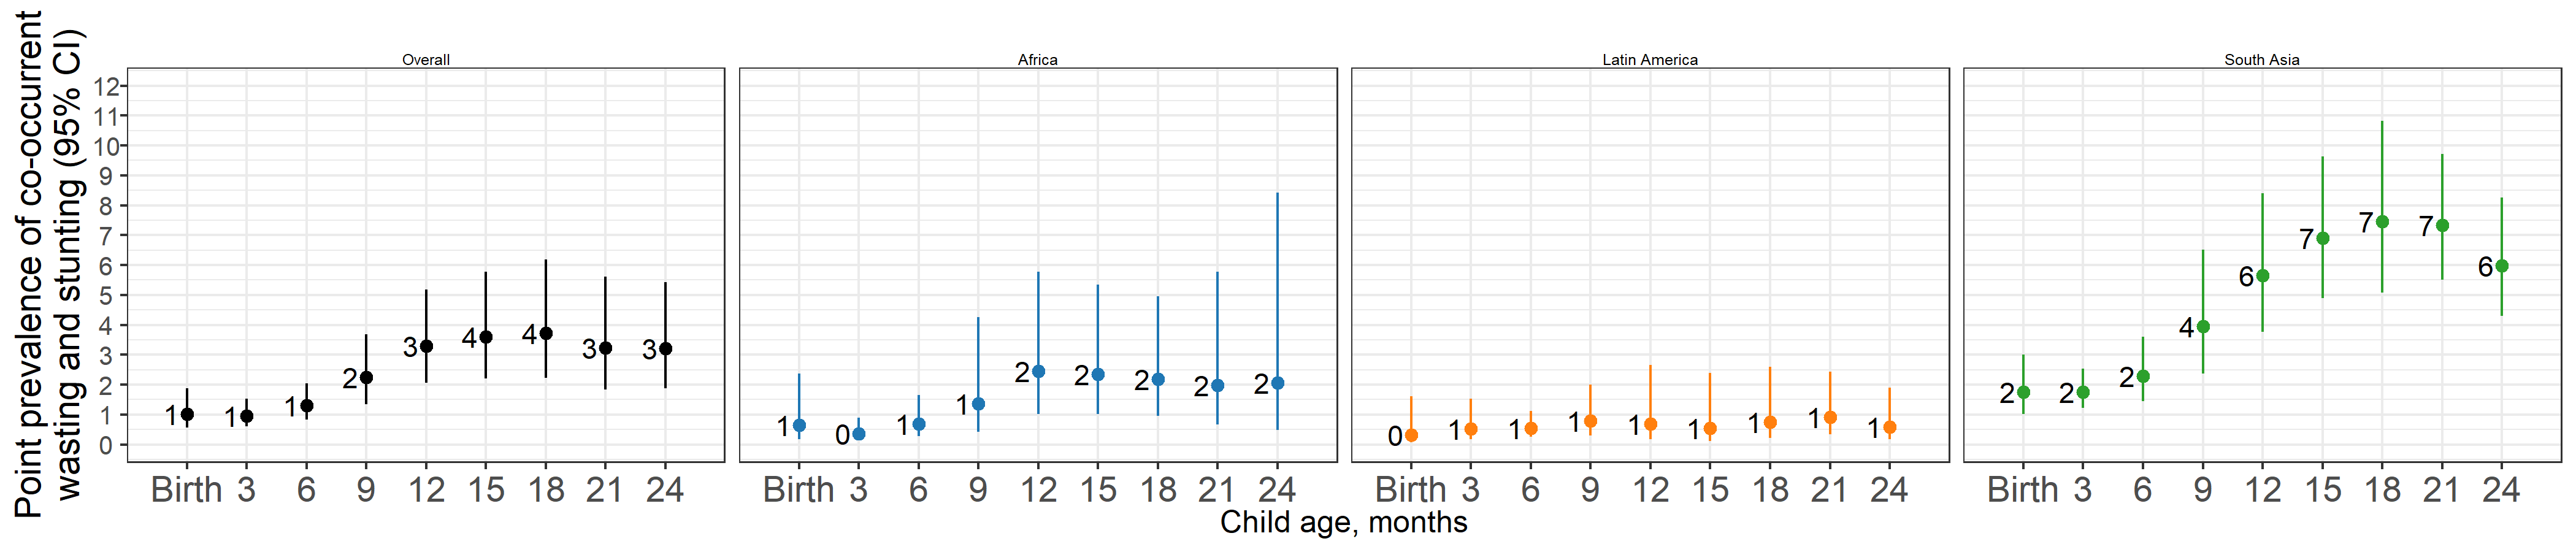 Point prevalence of co-occurrent
wasting and stunting (95% CI)
Overall
Africa
Latin America
South Asia
12
11
10
9
8
7
6
5
4
3
2
1
0
1 1 1 2 3 4 4 3 3
1 0 1 1 2 2 2 2 2
0 1 1 1 1 1 1 1 1
2 2 2 4 6 7 7 7 6
Birth 3 6 9 12 15 18 21 24
Birth 3 6 9 12 15 18 21 24
Birth 3 6 9 12 15 18 21 24
Birth 3 6 9 12 15 18 21 24
Child age, months